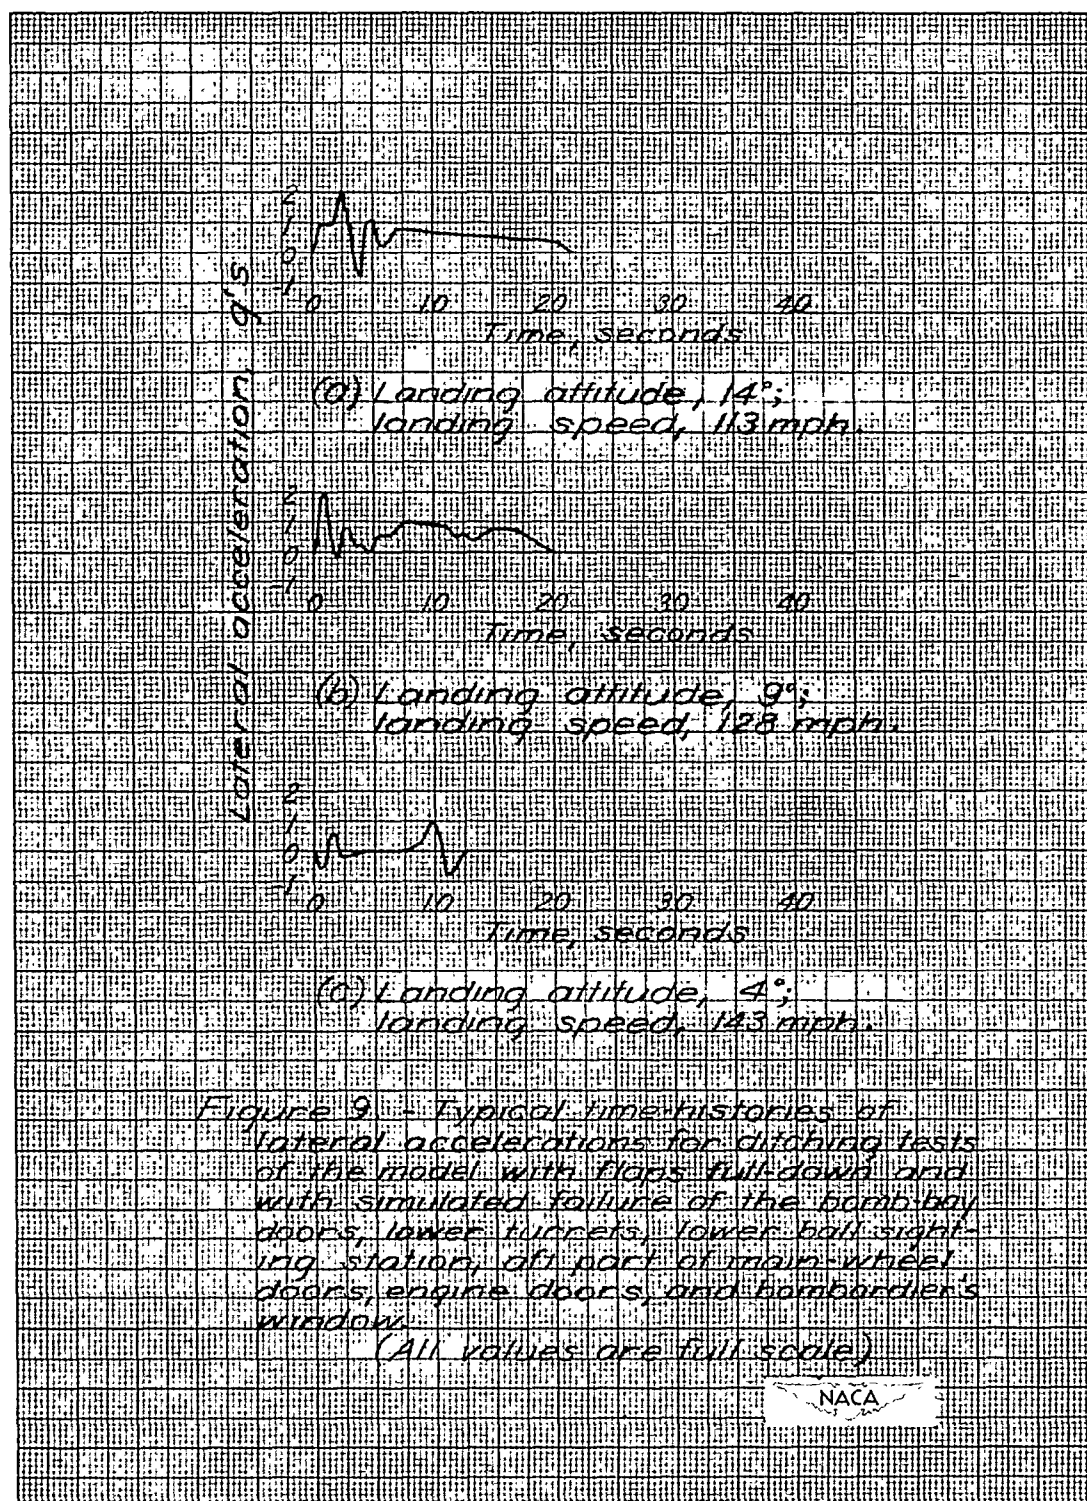 Lateral acceleration, g's
2
1
0
-1
0 10 20 30 40
Time, seconds
(a) Landing attitude, 14°;
landing speed, 113 mph.
2
1
0
-1
0 10 20 30 40
Time, seconds
(b) Landing attitude, 9°;
landing speed, 128 mph.
2
1
0
-1
0 10 20 30 40
Time, seconds
(c) Landing attitude, 4°;
landing speed, 143 mph.
Figure 9. - Typical time-histories of
lateral accelerations for ditching tests
of the model with flaps full-down and
with simulated failure of the bomb-bay
doors, lower turrets, lower ball sight-
ing station, aft part of main-wheel
doors, engine doors, and bombardier's
window.
(All values are full scale)
NACA